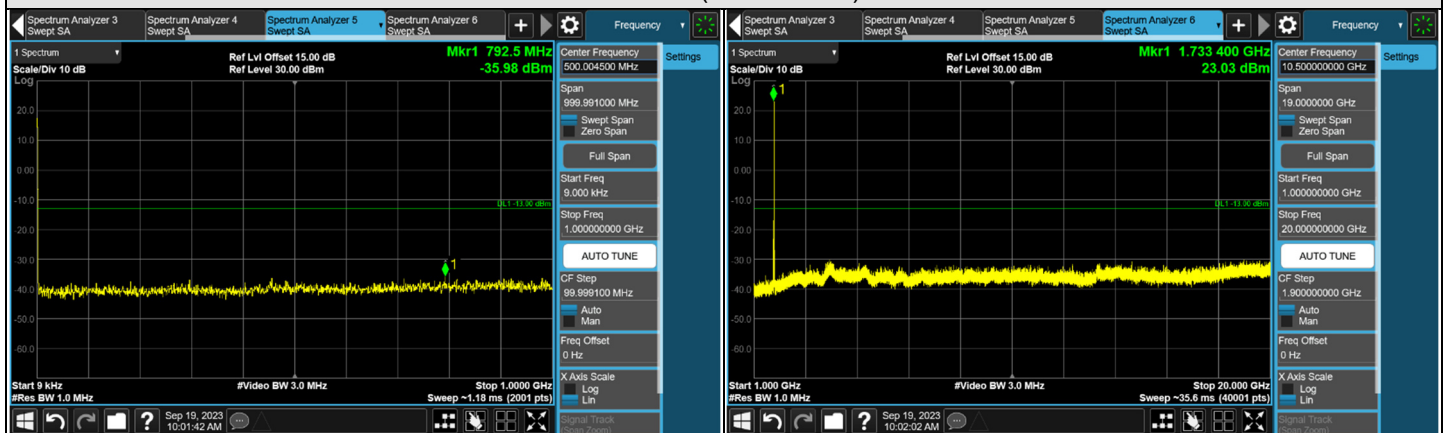 Spectrum Analyzer 3
Swept SA
Spectrum Analyzer 4
Swept SA
Spectrum Analyzer 5
Swept SA
Spectrum Analyzer 6
Swept SA
+
Frequency
1 Spectrum
Scale/Div 10 dB
Log
Ref Lvl Offset 15.00 dB
Ref Level 30.00 dBm
Mkr1 792.5 MHz
-35.98 dBm
20.0
10.0
0.00
-10.0
-20.0
-30.0
-40.0
-50.0
-60.0
DL1 -13.00 dBm
1
Start 9 kHz
#Res BW 1.0 MHz
#Video BW 3.0 MHz
Stop 1.0000 GHz
Sweep ~1.18 ms (2001 pts)
Center Frequency
500.004500 MHz
Settings
Span
999.991000 MHz
Swept Span
Zero Span
Full Span
Start Freq
9.000 kHz
Stop Freq
1.000000000 GHz
AUTO TUNE
CF Step
99.999100 MHz
Auto
Man
Freq Offset
0 Hz
X Axis Scale
Log
Lin
Signal Track
(Span Zoom)
?
Sep 19, 2023
10:01:42 AM
Spectrum Analyzer 3
Swept SA
Spectrum Analyzer 4
Swept SA
Spectrum Analyzer 5
Swept SA
Spectrum Analyzer 6
Swept SA
+
Frequency
1 Spectrum
Scale/Div 10 dB
Log
Ref Lvl Offset 15.00 dB
Ref Level 30.00 dBm
Mkr1 1.733 400 GHz
23.03 dBm
1
20.0
10.0
0.00
-10.0
-20.0
-30.0
-40.0
-50.0
-60.0
DL1 -13.00 dBm
Start 1.000 GHz
#Res BW 1.0 MHz
#Video BW 3.0 MHz
Stop 20.000 GHz
Sweep ~35.6 ms (40001 pts)
Center Frequency
10.500000000 GHz
Settings
Span
19.0000000 GHz
Swept Span
Zero Span
Full Span
Start Freq
1.000000000 GHz
Stop Freq
20.000000000 GHz
AUTO TUNE
CF Step
1.900000000 GHz
Auto
Man
Freq Offset
0 Hz
X Axis Scale
Log
Lin
Signal Track
(Span Zoom)
?
Sep 19, 2023
10:02:02 AM